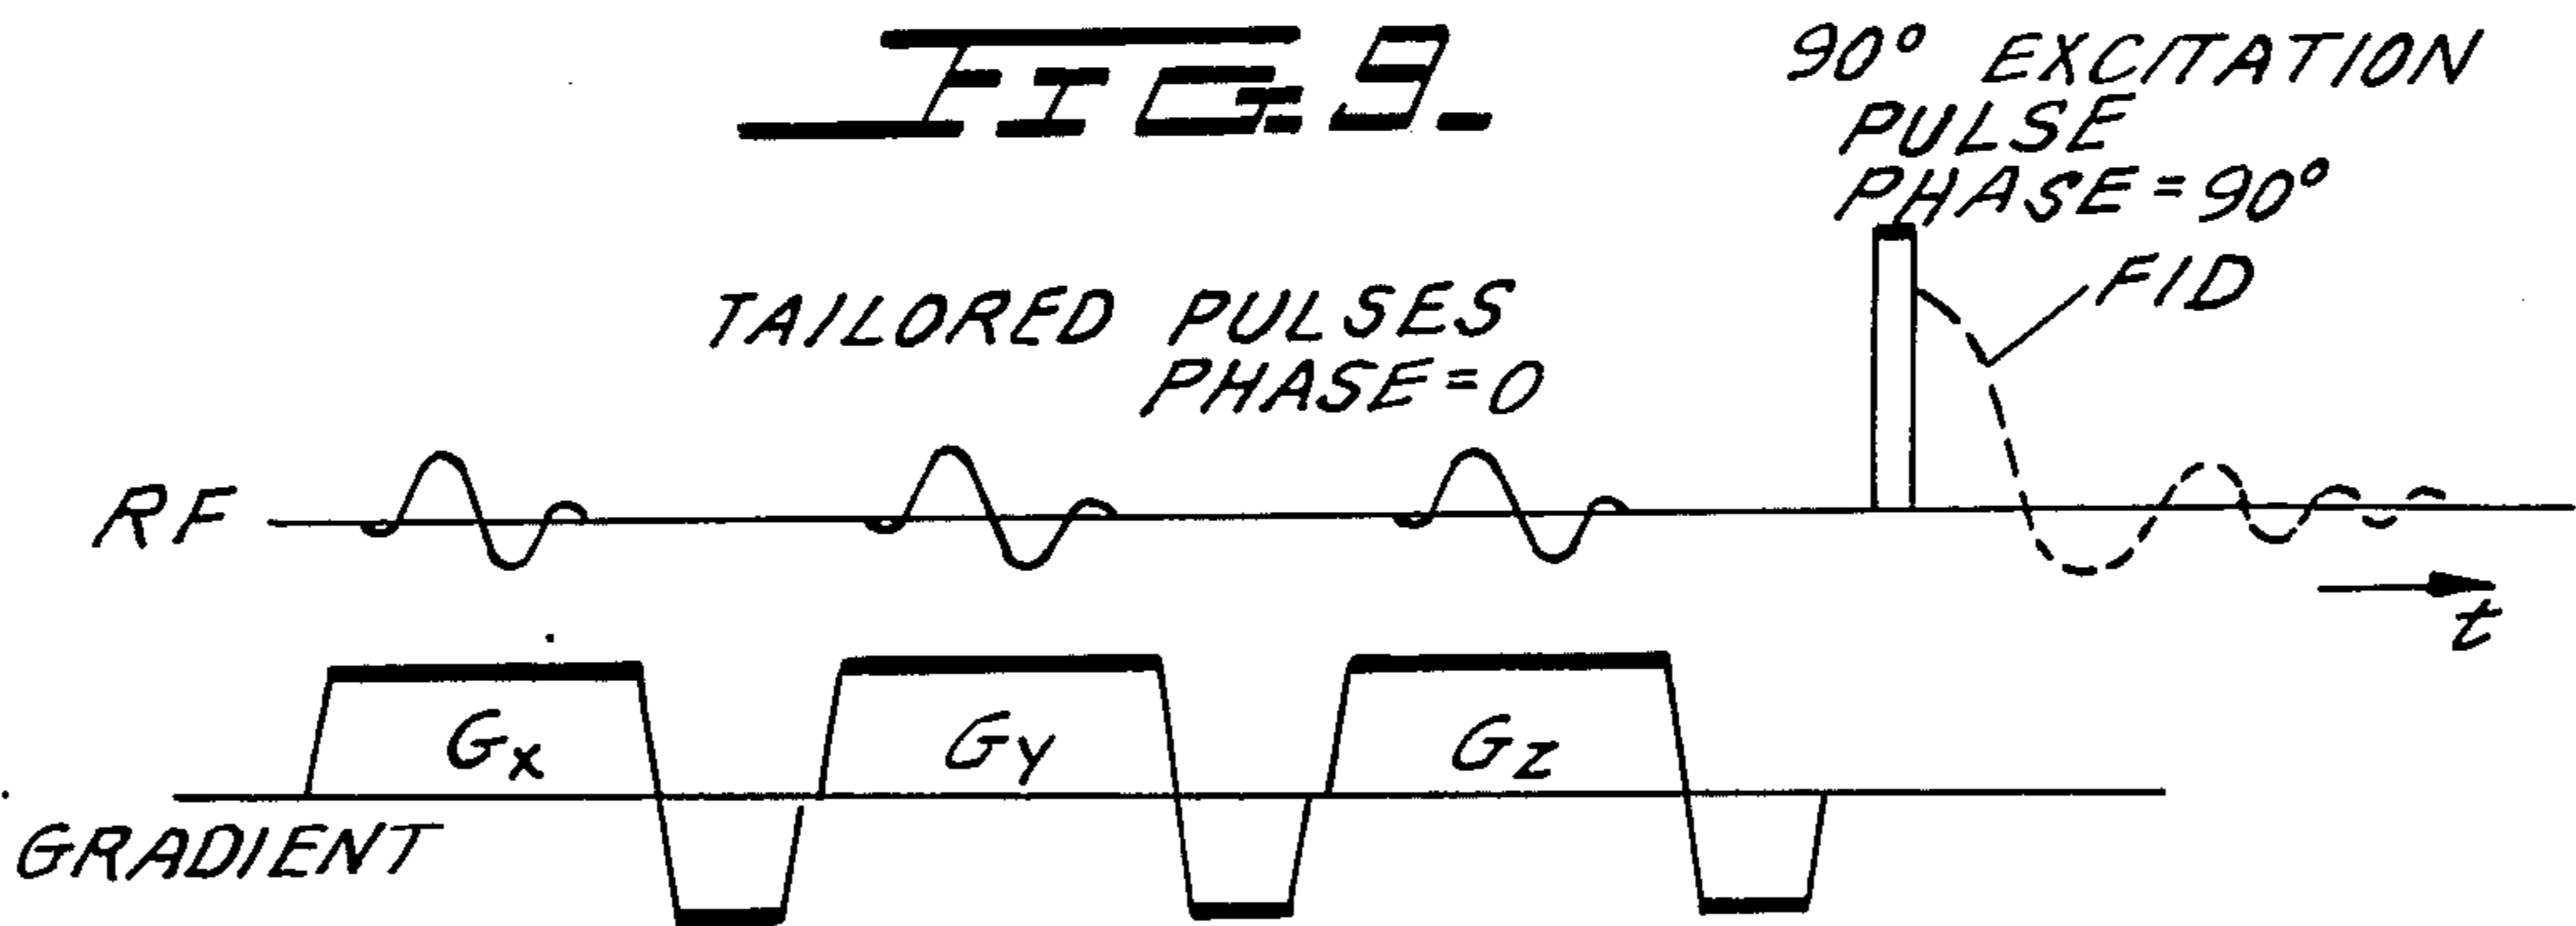 FIG. 9
90° EXCITATION
PULSE
PHASE = 90°
FID
TAILORED PULSES
PHASE = 0
RF
t
Gx
Gy
Gz
GRADIENT